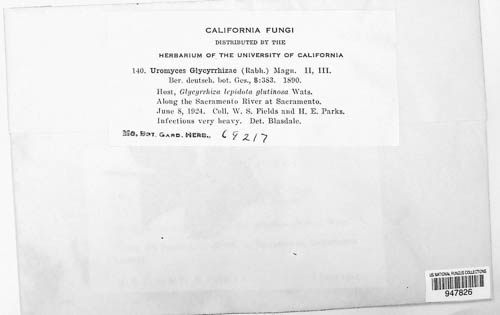 CALIFORNIA FUNGI
DISTRIBUTED BY THE
HERBARIUM OF THE UNIVERSITY OF CALIFORNIA
140. Uromyces Glycyrrhizae (Rabh.) Magn. II, III.
Ber. deutsch. bot. Ges., 8:383. 1890.
Host, Glycyrrhiza lepidota glutinosa Wats.
Along the Sacramento River at Sacramento.
June 8, 1924. Coll. W. S. Fields and H. E. Parks.
Infections very heavy. Det. Blasdale.
MO. BOT. GARD. HERB., 69217
US NATIONAL FUNGUS COLLECTIONS
947826